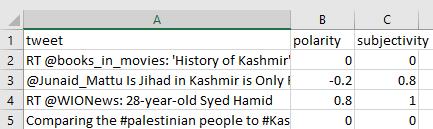 A B C
1 tweet polarity subjectivity
2 RT @books_in_movies: 'History of Kashmir' 0 0
3 @Junaid_Mattu Is Jihad in Kashmir is Only -0.2 0.8
4 RT @WIONews: 28-year-old Syed Hamid 0.8 1
5 Comparing the #palestinian people to #Kas 0 0